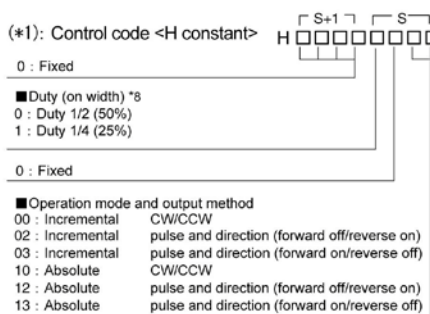 S+1 S
(*1): Control code <H constant> H □□□□□□□□
0 : Fixed
■Duty (on width) *8
0 : Duty 1/2 (50%)
1 : Duty 1/4 (25%)
0 : Fixed
■Operation mode and output method
00 : Incremental CW/CCW
02 : Incremental pulse and direction (forward off/reverse on)
03 : Incremental pulse and direction (forward on/reverse off)
10 : Absolute CW/CCW
12 : Absolute pulse and direction (forward off/reverse on)
13 : Absolute pulse and direction (forward on/reverse off)